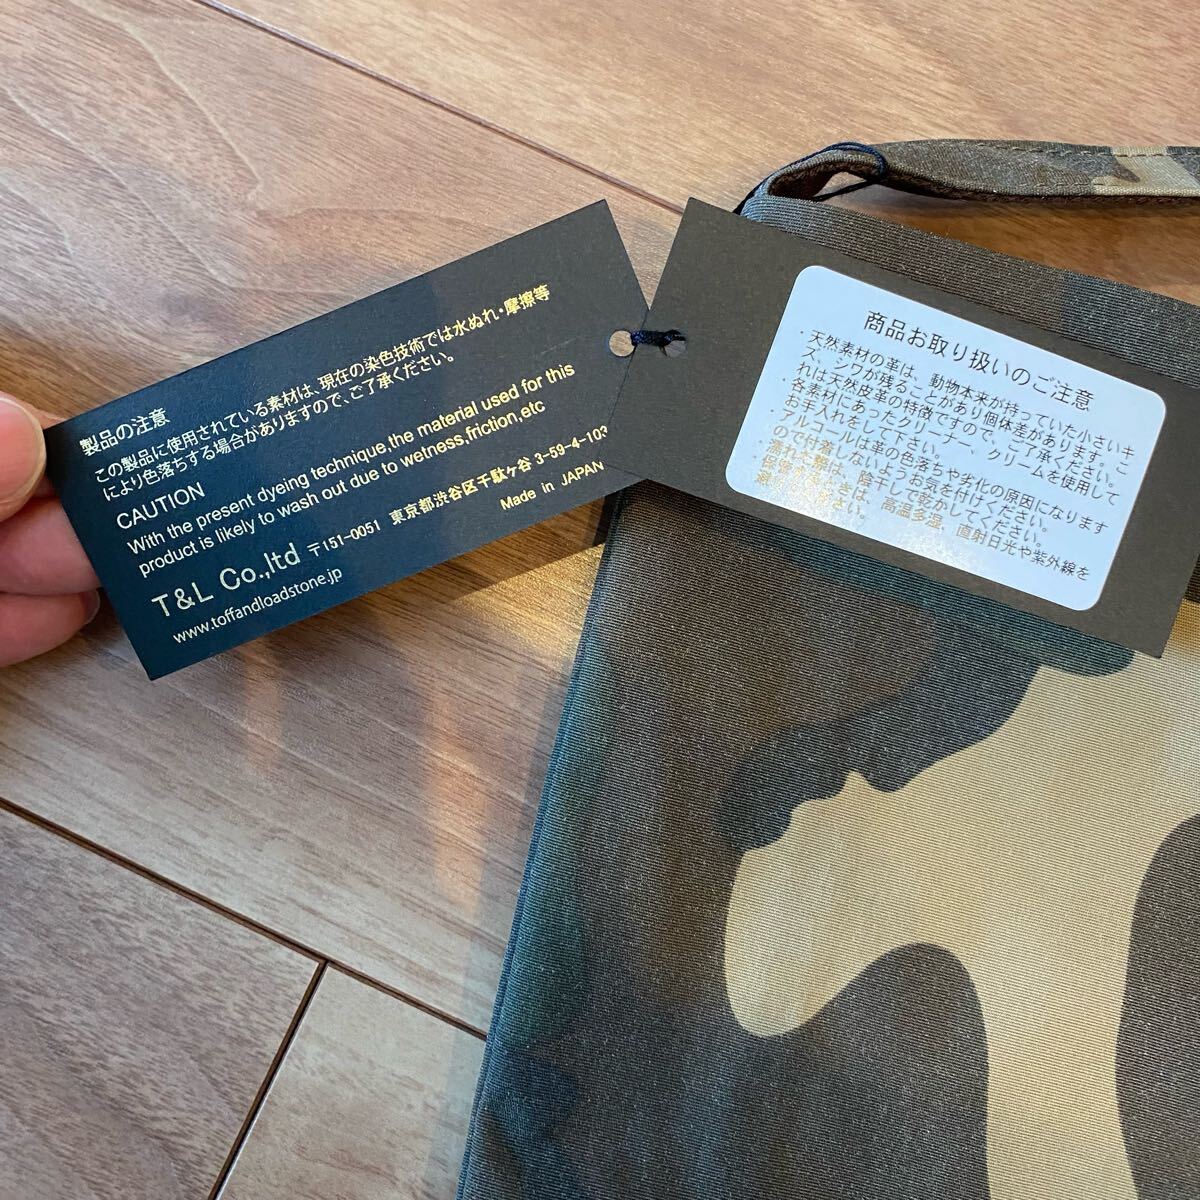 製品の注意
この製品に使用されている素材は、現在の染色技術では水ぬれ・摩擦等
により色落ちする場合がありますので、ご了承ください。
CAUTION
With the present dyeing technique,the material used for this
product is likely to wash out due to wetness,friction,etc
T&L Co.,ltd 〒151-0051 東京都渋谷区千駄ヶ谷 3-59-4-103
www.toffandloadstone.jp
Made in JAPAN
商品お取り扱いのご注意
・天然素材の革は、動物本来が持っていた小さいキ
ズ、シワが残ることがあり個体差があります。こ
れは天然皮革の特徴ですので、ご了承ください。
・各素材にあったクリーナー、クリームを使用して
お手入れをして下さい。
・アルコールは革の色落ちや劣化の原因になります
ので付着しないようお気を付けください。
・濡れた際は、陰干しで乾かしてください。
・保管するときは、高温多湿、直射日光や紫外線を
避けてください。